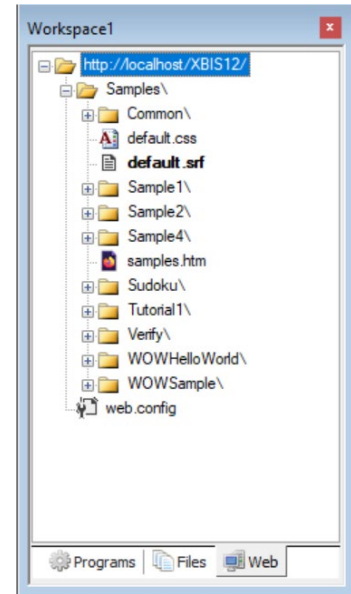 Workspace1
http://localhost/XBIS12/
Samples\
Common\
default.css
default.srf
Sample1\
Sample2\
Sample4\
samples.htm
Sudoku\
Tutorial1\
Verify\
WOWHelloWorld\
WOWSample\
web.config
Programs Files Web